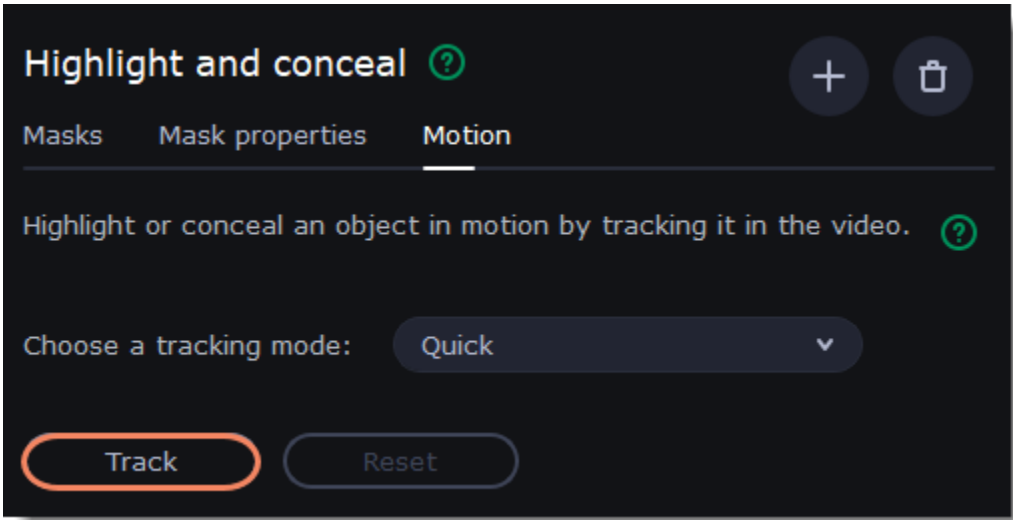 Highlight and conceal ?
Masks Mask properties Motion
Highlight or conceal an object in motion by tracking it in the video. ?
Choose a tracking mode: Quick
Track Reset